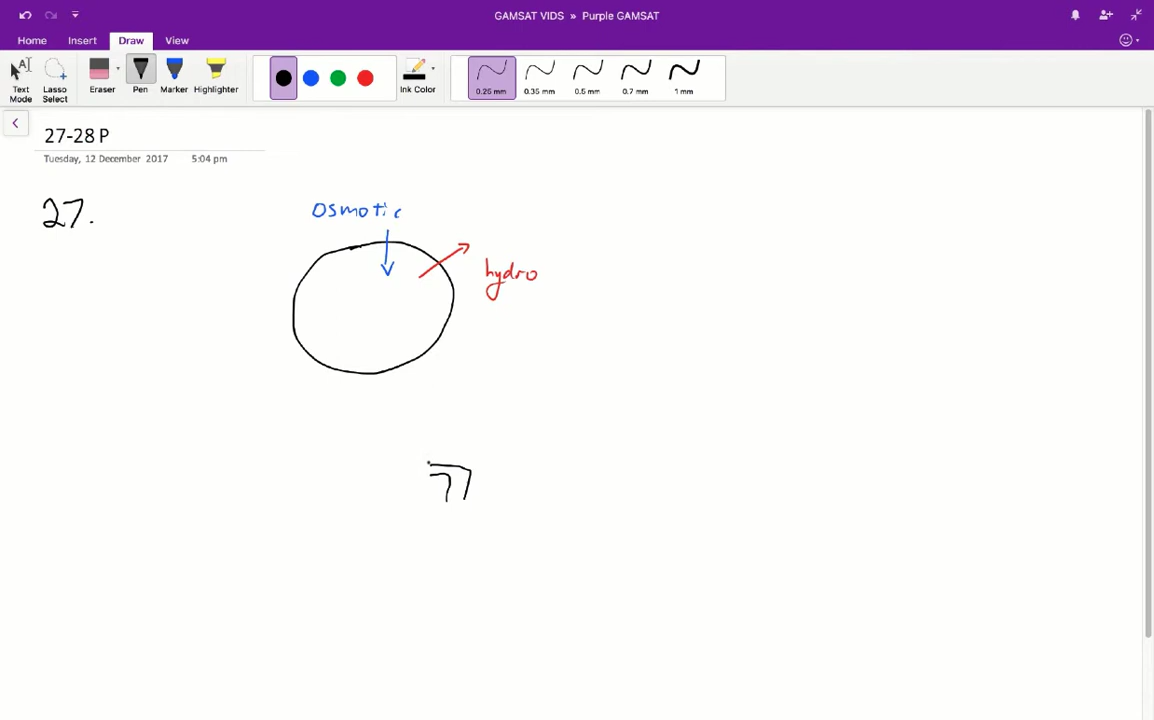 GAMSAT VIDS » Purple GAMSAT
Home Insert Draw View
Text Mode Lasso Select Eraser Pen Marker Highlighter Ink Color 0.25 mm 0.35 mm 0.5 mm 0.7 mm 1 mm
27-28 P
Tuesday, 12 December 2017 5:04 pm
27.
Osmotic
hydro